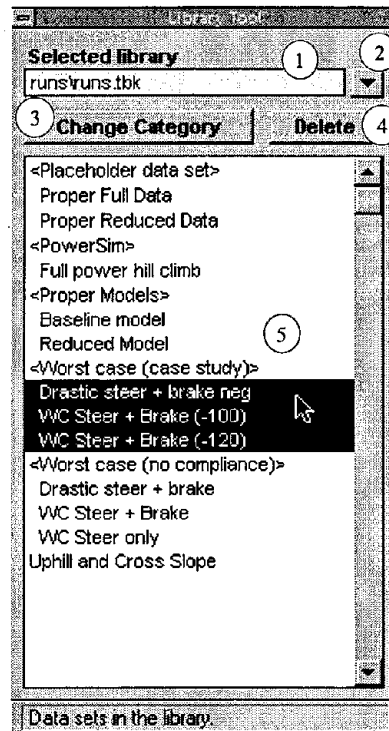 Library Tool
Selected library
1
2
runs\runs.tbk
3
Change Category
Delete
4
<Placeholder data set>
Proper Full Data
Proper Reduced Data
<PowerSim>
Full power hill climb
<Proper Models>
Baseline model
Reduced Model
5
<Worst case (case study)>
Drastic steer + brake neg
WC Steer + Brake (-100)
WC Steer + Brake (-120)
<Worst case (no compliance)>
Drastic steer + brake
WC Steer + Brake
WC Steer only
Uphill and Cross Slope
Data sets in the library.